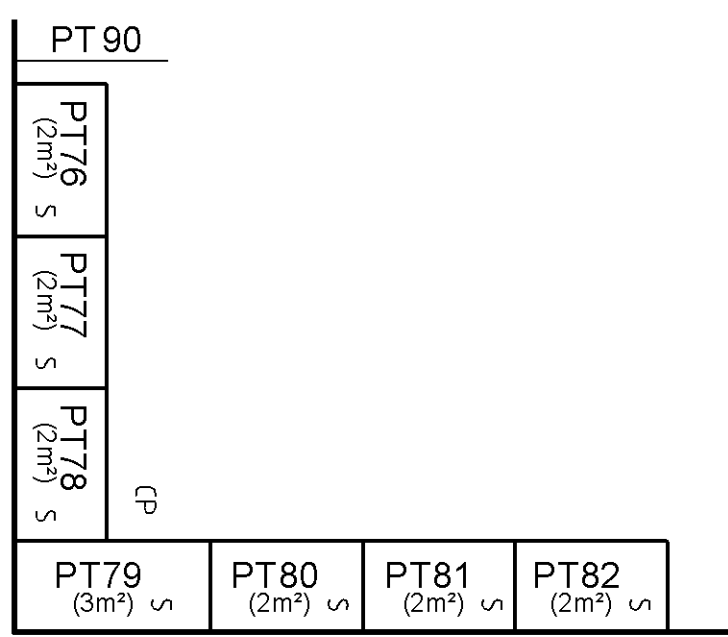 PT 90
PT76
(2m²) S
PT77
(2m²) S
PT78
(2m²) S
CP
PT79
(3m²) S
PT80
(2m²) S
PT81
(2m²) S
PT82
(2m²) S